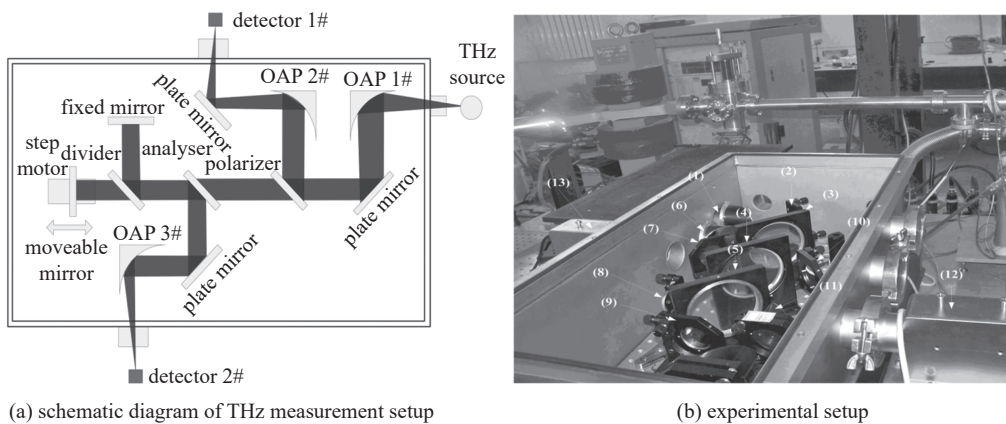 detector 1#
THz
source
OAP 2#
OAP 1#
plate mirror
fixed mirror
step
motor
divider
analyser
polarizer
moveable
mirror
OAP 3#
plate mirror
plate mirror
detector 2#
(a) schematic diagram of THz measurement setup
(1)
(2)
(3)
(4)
(5)
(6)
(7)
(8)
(9)
(10)
(11)
(12)
(13)
(b) experimental setup